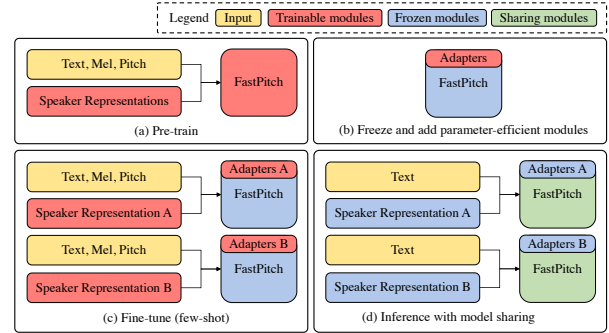 Legend Input Trainable modules Frozen modules Sharing modules
Text, Mel, Pitch
Speaker Representations
FastPitch
(a) Pre-train
Adapters
FastPitch
(b) Freeze and add parameter-efficient modules
Text, Mel, Pitch
Speaker Representation A
Adapters A
FastPitch
Text, Mel, Pitch
Speaker Representation B
Adapters B
FastPitch
(c) Fine-tune (few-shot)
Text
Speaker Representation A
Adapters A
FastPitch
Text
Speaker Representation B
Adapters B
FastPitch
(d) Inference with model sharing